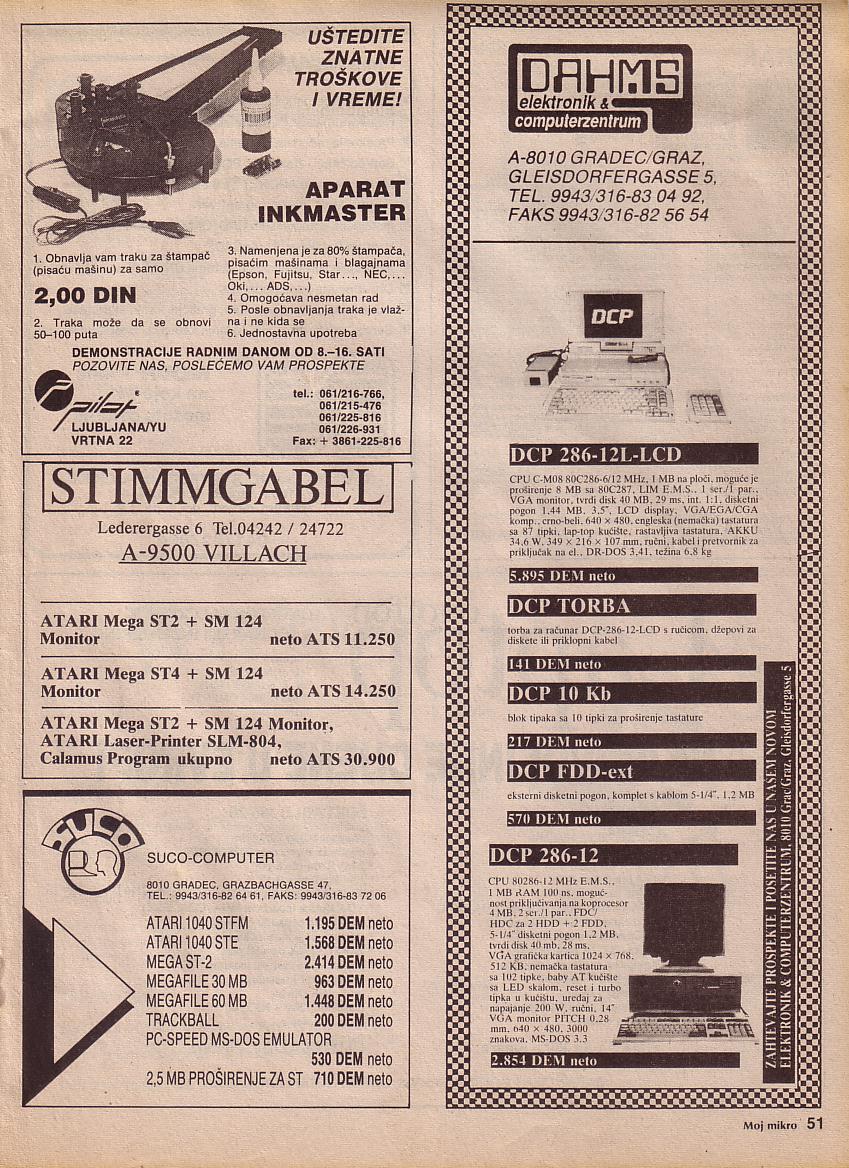 UŠTEDITE
ZNATNE
TROŠKOVE
I VREME!
APARAT
INKMASTER
1. Obnavlja vam traku za štampač
(pisaću mašinu) za samo
2,00 DIN
2. Traka može da se obnovi
50–100 puta
3. Namenjena je za 80% štampača,
pisaćim mašinama i blagajnama
(Epson, Fujitsu, Star..., NEC,...
Oki,... ADS,...)
4. Omogoćava nesmetan rad
5. Posle obnavljanja traka je vlaž-
na i ne kida se
6. Jednostavna upotreba
DEMONSTRACIJE RADNIM DANOM OD 8.–16. SATI
POZOVITE NAS, POSLEĆEMO VAM PROSPEKTE
pilot®
LJUBLJANA/YU
VRTNA 22
tel.: 061/216-766,
061/215-476
061/225-816
061/226-931
Fax: + 3861-225-816
STIMMGABEL
Lederergasse 6 Tel.04242 / 24722
A-9500 VILLACH
ATARI Mega ST2 + SM 124
Monitor neto ATS 11.250
ATARI Mega ST4 + SM 124
Monitor neto ATS 14.250
ATARI Mega ST2 + SM 124 Monitor,
ATARI Laser-Printer SLM-804,
Calamus Program ukupno neto ATS 30.900
SUCO
SUCO-COMPUTER
8010 GRADEC, GRAZBACHGASSE 47,
TEL.: 9943/316-82 64 61, FAKS: 9943/316-83 72 06
ATARI 1040 STFM 1.195 DEM neto
ATARI 1040 STE 1.568 DEM neto
MEGA ST-2 2.414 DEM neto
MEGAFILE 30 MB 963 DEM neto
MEGAFILE 60 MB 1.448 DEM neto
TRACKBALL 200 DEM neto
PC-SPEED MS-DOS EMULATOR
530 DEM neto
2,5 MB PROŠIRENJE ZA ST 710 DEM neto
DAHMS
elektronik &
computerzentrum
A-8010 GRADEC/GRAZ,
GLEISDORFERGASSE 5,
TEL. 9943/316-83 04 92,
FAKS 9943/316-82 56 54
DCP
DCP 286-12L-LCD
CPU C-M08 80C286-6/12 MHz, 1 MB na ploči, moguće je
proširenje 8 MB sa 80C287, LIM E.M.S., 1 ser./1 par.,
VGA monitor, tvrdi disk 40 MB, 29 ms, int. 1:1, disketni
pogon 1,44 MB, 3,5", LCD display, VGA/EGA/CGA
komp., crno-beli, 640 × 480, engleska (nemačka) tastatura
sa 87 tipki, lap-top kućište, rastavljiva tastatura, AKKU
34,6 W, 349 × 216 × 107 mm, ručni, kabel i pretvornik za
priključak na el., DR-DOS 3,41, težina 6,8 kg
5.895 DEM neto
DCP TORBA
torba za računar DCP-286-12-LCD s ručicom, džepovi za
diskete ili priklopni kabel
141 DEM neto
DCP 10 Kb
blok tipaka sa 10 tipki za proširenje tastature
217 DEM neto
DCP FDD-ext
eksterni disketni pogon, komplet s kablom 5-1/4", 1,2 MB
570 DEM neto
DCP 286-12
CPU 80286-12 MHz E.M.S.,
1 MB RAM 100 ns, moguć-
nost priključivanja na koprocesor
4 MB, 2 ser./1 par., FDC/
HDC za 2 HDD + 2 FDD,
5-1/4" disketni pogon 1,2 MB,
tvrdi disk 40 mb, 28 ms,
VGA grafička kartica 1024 × 768,
512 KB, nemačka tastatura
sa 102 tipke, baby AT kućište
sa LED skalom, reset i turbo
tipka u kućištu, uređaj za
napajanje 200 W, ručni, 14"
VGA monitor PITCH 0,28
mm, 640 × 480, 3000
znakova, MS-DOS 3.3
2.854 DEM neto
ZAHTEVAJTE PROSPEKTE I POSETITE NAS U NAŠEM NOVOM
ELEKTRONIK & COMPUTERZENTRUM, 8010 Grac/Graz, Gleisdorfergasse 5
Moj mikro 51